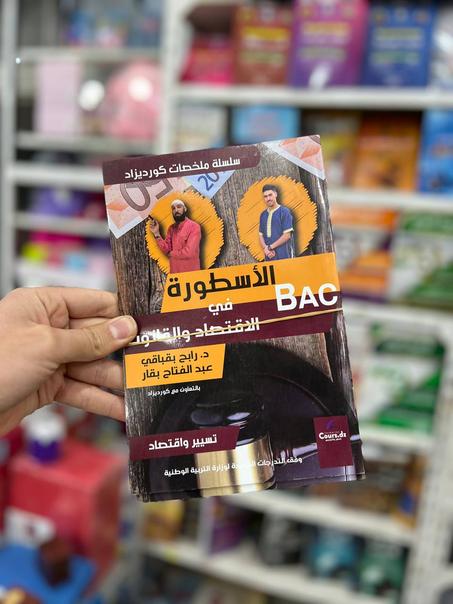 سلسلة ملخصات كورديزاد
الأسطورة
في
BAC
الاقتصاد والقانون
د. رابح بقباقي
عبد الفتاح بقار
بالتعاون مع كورديزاد
تسيير واقتصاد
Cours.dz
وفق التدرجات الجديدة لوزارة التربية الوطنية